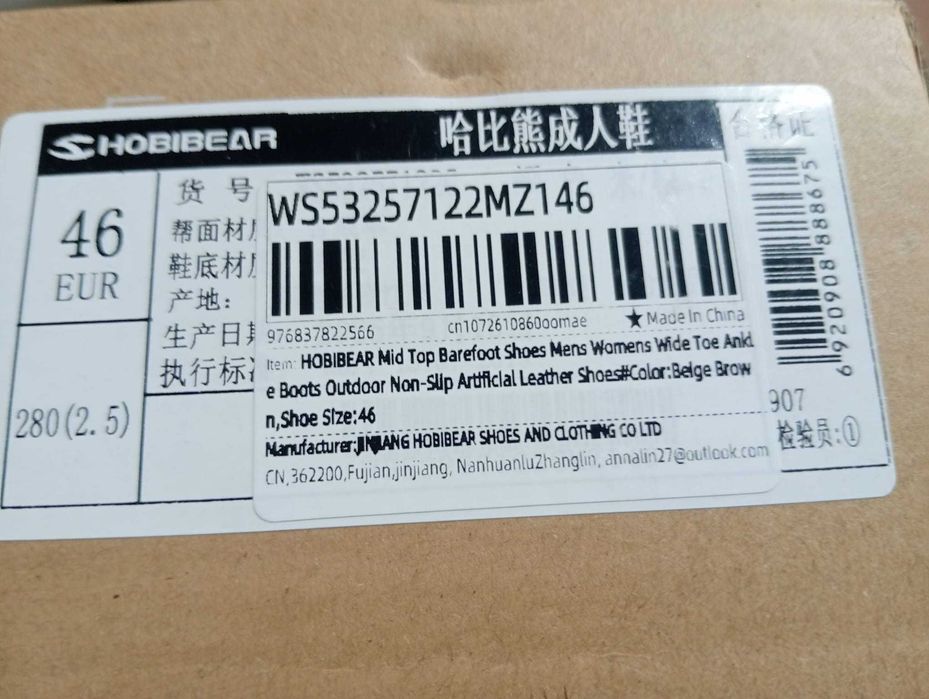 HOBIBEAR 哈比熊成人鞋 合格证
46
EUR
280(2.5)
货号
帮面材
鞋底材
产地：
生产日期
执行标准
WS53257122MZ146
976837822566 cn1072610860oomae ★Made In China
Item: HOBIBEAR Mid Top Barefoot Shoes Mens Womens Wide Toe Ankl
e Boots Outdoor Non-Slip Artificial Leather Shoes#Color:Beige Brow
n,Shoe Size:46
Manufacturer:JINJIANG HOBIBEAR SHOES AND CLOTHING CO LTD
CN,362200,Fujian,jinjiang, NanhuanluZhanglin, annalin27@outlook.com
6920908888675
907
检验员:①